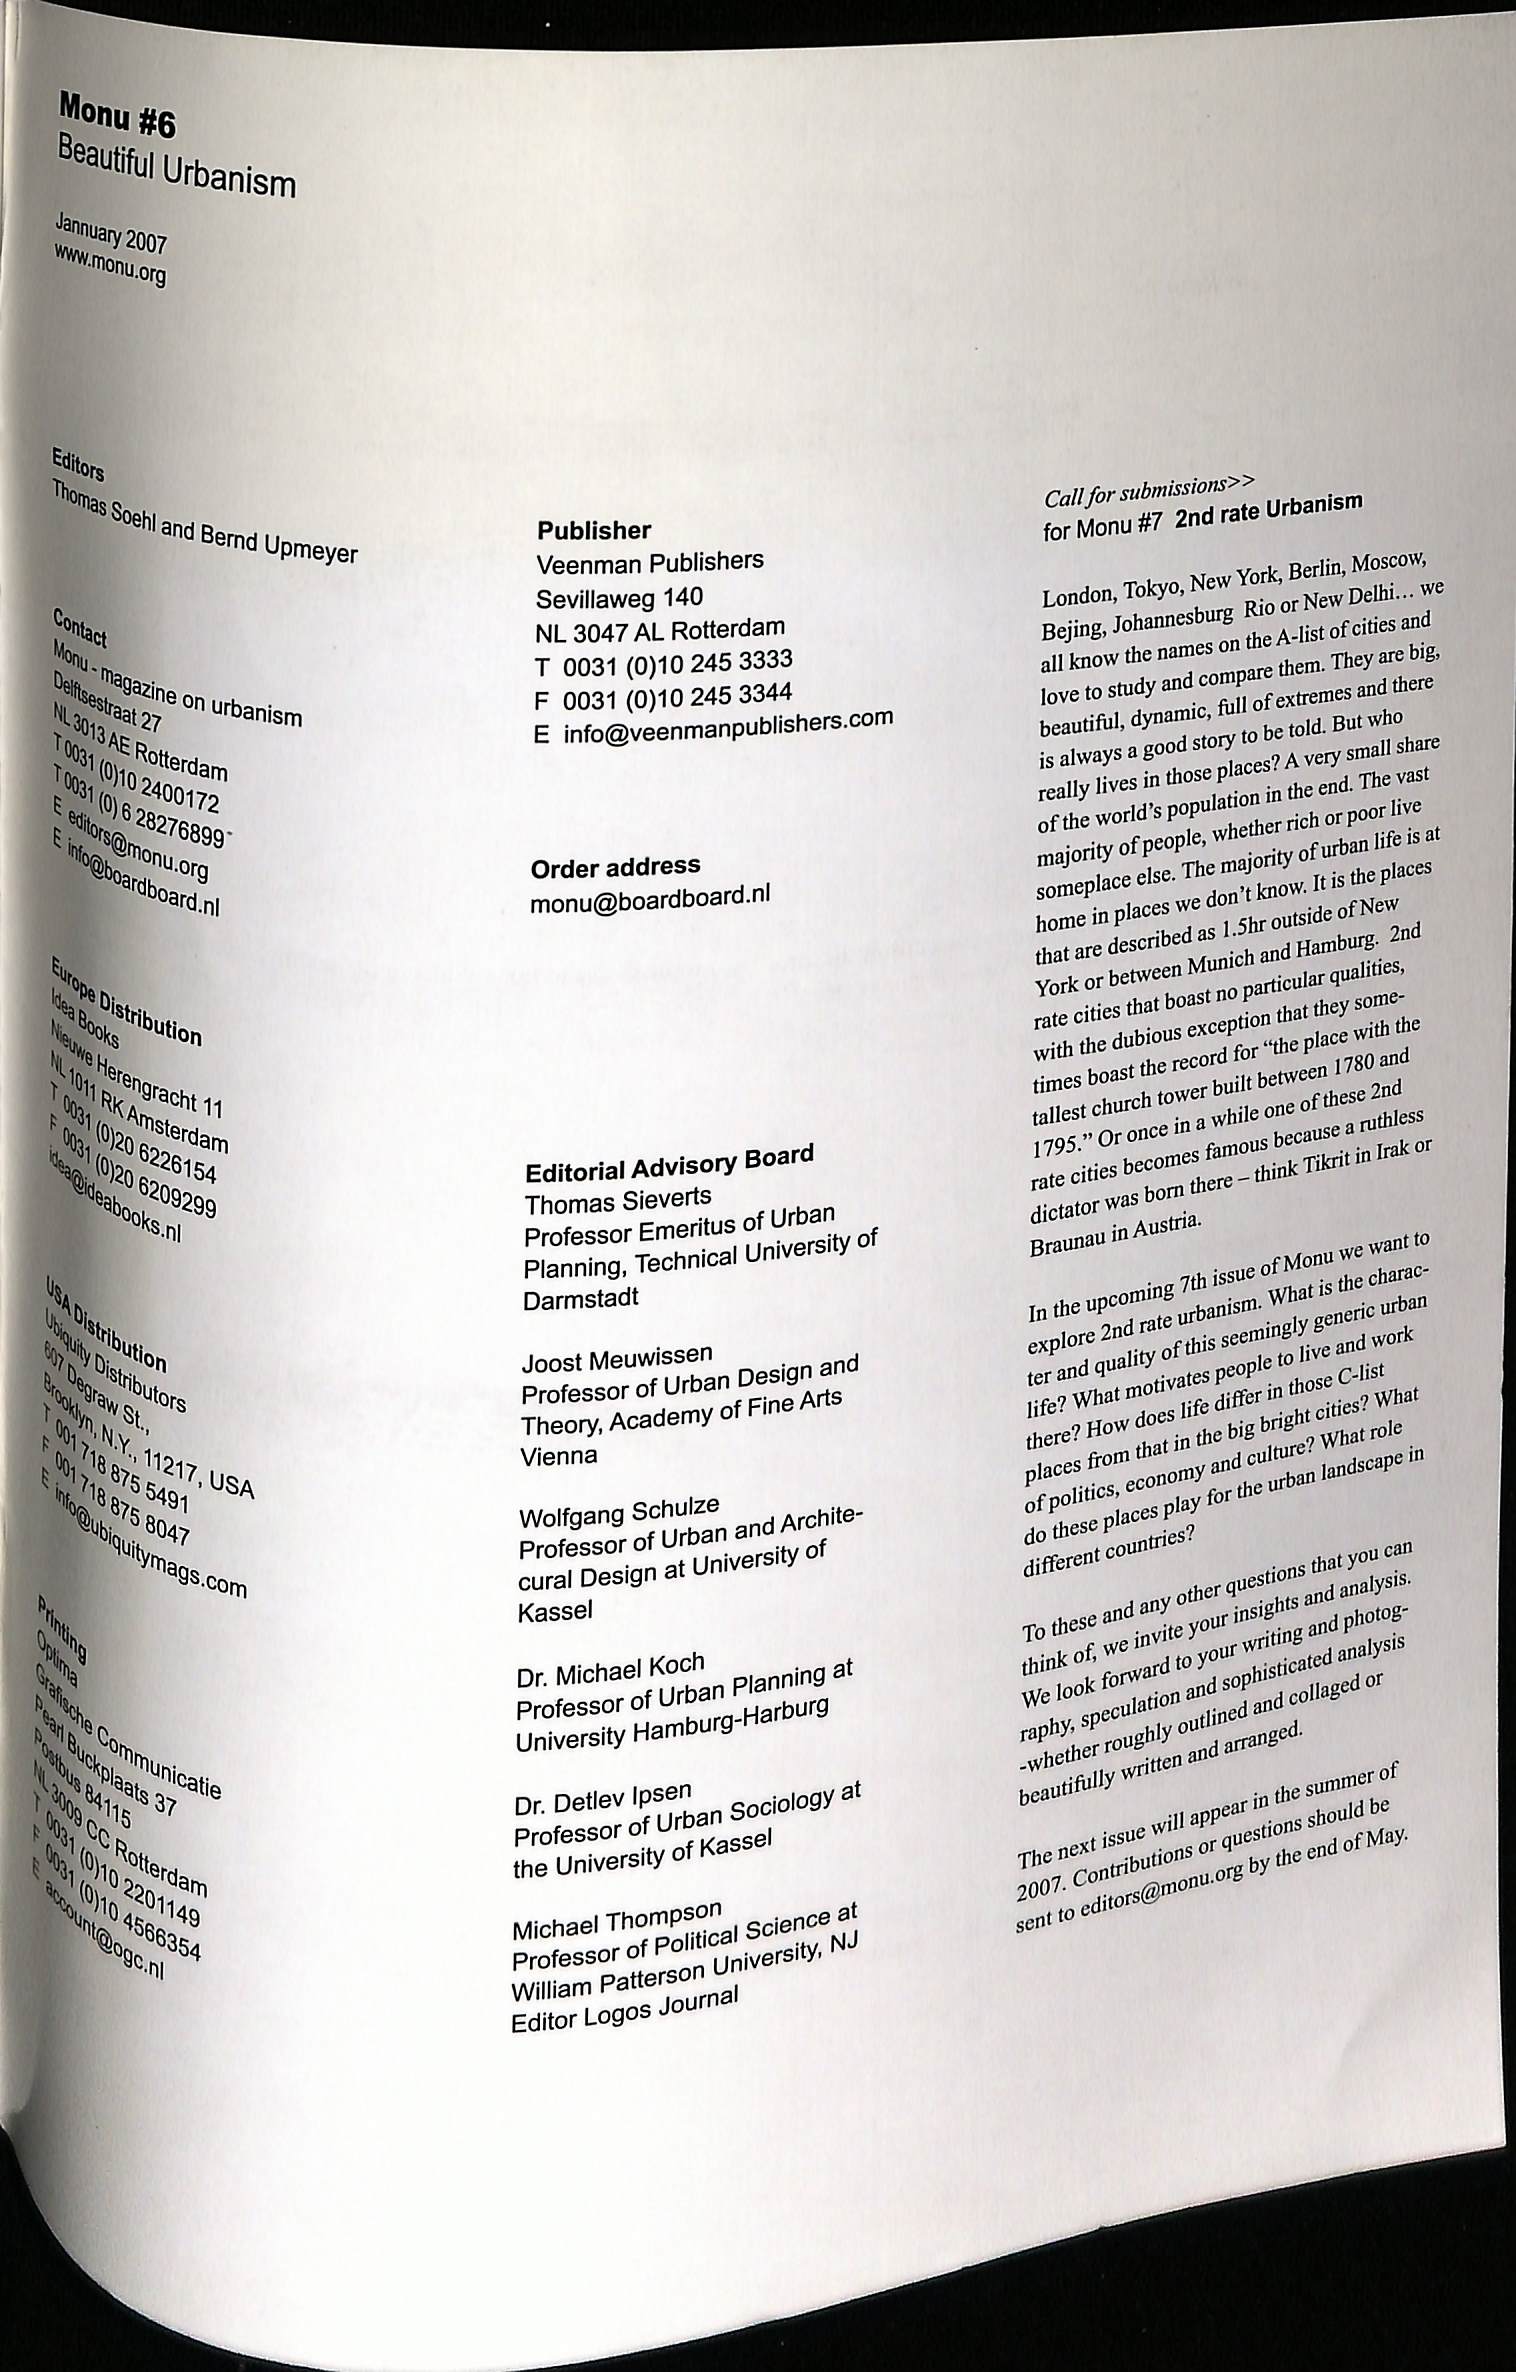 Monu #6
Beautiful Urbanism
Jannuary 2007
www.monu.org
Editors
Thomas Soehl and Bernd Upmeyer
Contact
Monu - magazine on urbanism
Delftsestraat 27
NL 3013 AE Rotterdam
T 0031 (0)10 2400172
T 0031 (0) 6 28276899
E editors@monu.org
E info@boardboard.nl
Europe Distribution
Idea Books
Nieuwe Herengracht 11
NL 1011 RK Amsterdam
T 0031 (0)20 6226154
F 0031 (0)20 6209299
idea@ideabooks.nl
USA Distribution
Ubiquity Distributors
607 Degraw St.,
Brooklyn, N.Y., 11217, USA
T 001 718 875 5491
F 001 718 875 8047
E info@ubiquitymags.com
Printing
Optima
Grafische Communicatie
Pearl Buckplaats 37
Postbus 84115
NL 3009 CC Rotterdam
T 0031 (0)10 2201149
F 0031 (0)10 4566354
E account@ogc.nl
Publisher
Veenman Publishers
Sevillaweg 140
NL 3047 AL Rotterdam
T 0031 (0)10 245 3333
F 0031 (0)10 245 3344
E info@veenmanpublishers.com
Order address
monu@boardboard.nl
Editorial Advisory Board
Thomas Sieverts
Professor Emeritus of Urban
Planning, Technical University of
Darmstadt
Joost Meuwissen
Professor of Urban Design and
Theory, Academy of Fine Arts
Vienna
Wolfgang Schulze
Professor of Urban and Archite-
cural Design at University of
Kassel
Dr. Michael Koch
Professor of Urban Planning at
University Hamburg-Harburg
Dr. Detlev Ipsen
Professor of Urban Sociology at
the University of Kassel
Michael Thompson
Professor of Political Science at
William Patterson University, NJ
Editor Logos Journal
Call for submissions>>
for Monu #7 2nd rate Urbanism
London, Tokyo, New York, Berlin, Moscow,
Bejing, Johannesburg Rio or New Delhi... we
all know the names on the A-list of cities and
love to study and compare them. They are big,
beautiful, dynamic, full of extremes and there
is always a good story to be told. But who
really lives in those places? A very small share
of the world's population in the end. The vast
majority of people, whether rich or poor live
someplace else. The majority of urban life is at
home in places we don't know. It is the places
that are described as 1.5hr outside of New
York or between Munich and Hamburg. 2nd
rate cities that boast no particular qualities,
with the dubious exception that they some-
times boast the record for “the place with the
tallest church tower built between 1780 and
1795.” Or once in a while one of these 2nd
rate cities becomes famous because a ruthless
dictator was born there – think Tikrit in Irak or
Braunau in Austria.
In the upcoming 7th issue of Monu we want to
explore 2nd rate urbanism. What is the charac-
ter and quality of this seemingly generic urban
life? What motivates people to live and work
there? How does life differ in those C-list
places from that in the big bright cities? What
of politics, economy and culture? What role
do these places play for the urban landscape in
different countries?
To these and any other questions that you can
think of, we invite your insights and analysis.
We look forward to your writing and photog-
raphy, speculation and sophisticated analysis
-whether roughly outlined and collaged or
beautifully written and arranged.
The next issue will appear in the summer of
2007. Contributions or questions should be
sent to editors@monu.org by the end of May.